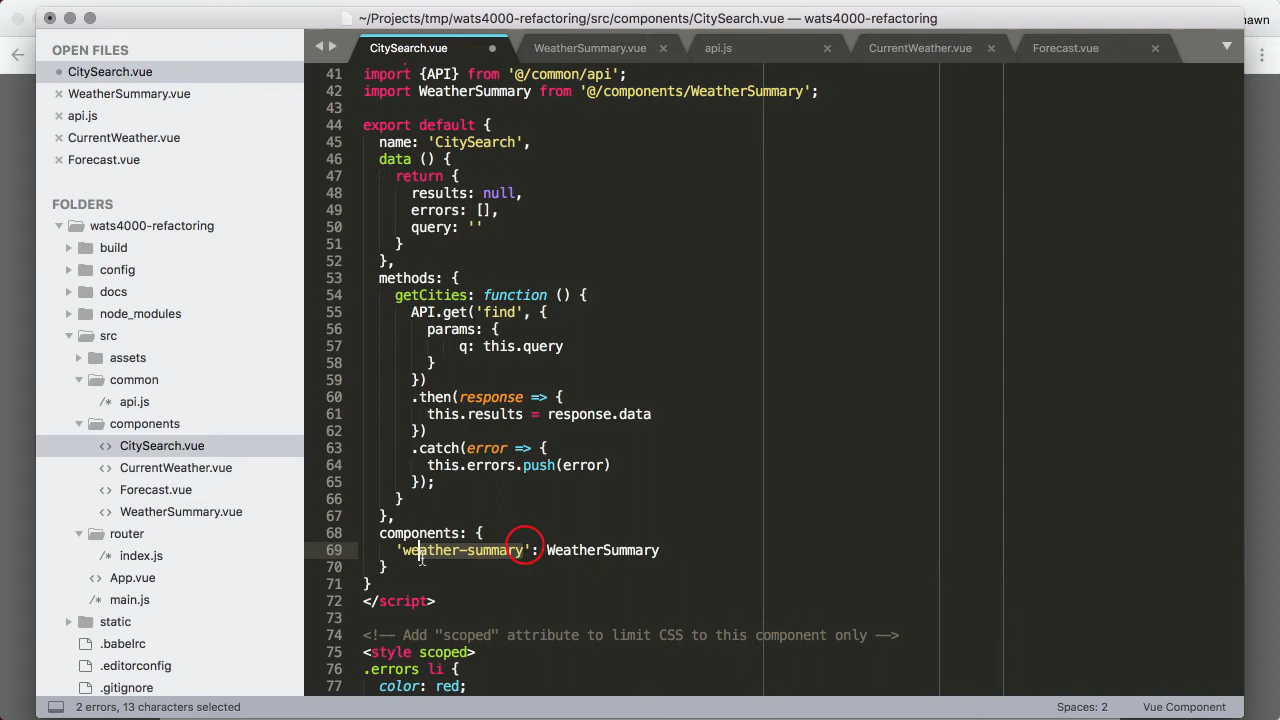 ~/Projects/tmp/wats4000-refactoring/src/components/CitySearch.vue — wats4000-refactoring
awn
OPEN FILES
CitySearch.vue
WeatherSummary.vue
api.js
CurrentWeather.vue
Forecast.vue
FOLDERS
wats4000-refactoring
build
config
docs
node_modules
src
assets
common
/* api.js
components
<> CitySearch.vue
<> CurrentWeather.vue
<> Forecast.vue
<> WeatherSummary.vue
router
/* index.js
<> App.vue
/* main.js
static
.babelrc
.editorconfig
.gitignore
CitySearch.vue
WeatherSummary.vue
api.js
CurrentWeather.vue
Forecast.vue
41 import {API} from '@/common/api';
42 import WeatherSummary from '@/components/WeatherSummary';
43
44 export default {
45 name: 'CitySearch',
46 data () {
47 return {
48 results: null,
49 errors: [],
50 query: ''
51 }
52 },
53 methods: {
54 getCities: function () {
55 API.get('find', {
56 params: {
57 q: this.query
58 }
59 })
60 .then(response => {
61 this.results = response.data
62 })
63 .catch(error => {
64 this.errors.push(error)
65 });
66 }
67 },
68 components: {
69 'weather-summary': WeatherSummary
70 }
71 }
72 </script>
73
74 <!-- Add "scoped" attribute to limit CSS to this component only -->
75 <style scoped>
76 .errors li {
77 color: red;
2 errors, 13 characters selected
Spaces: 2
Vue Component